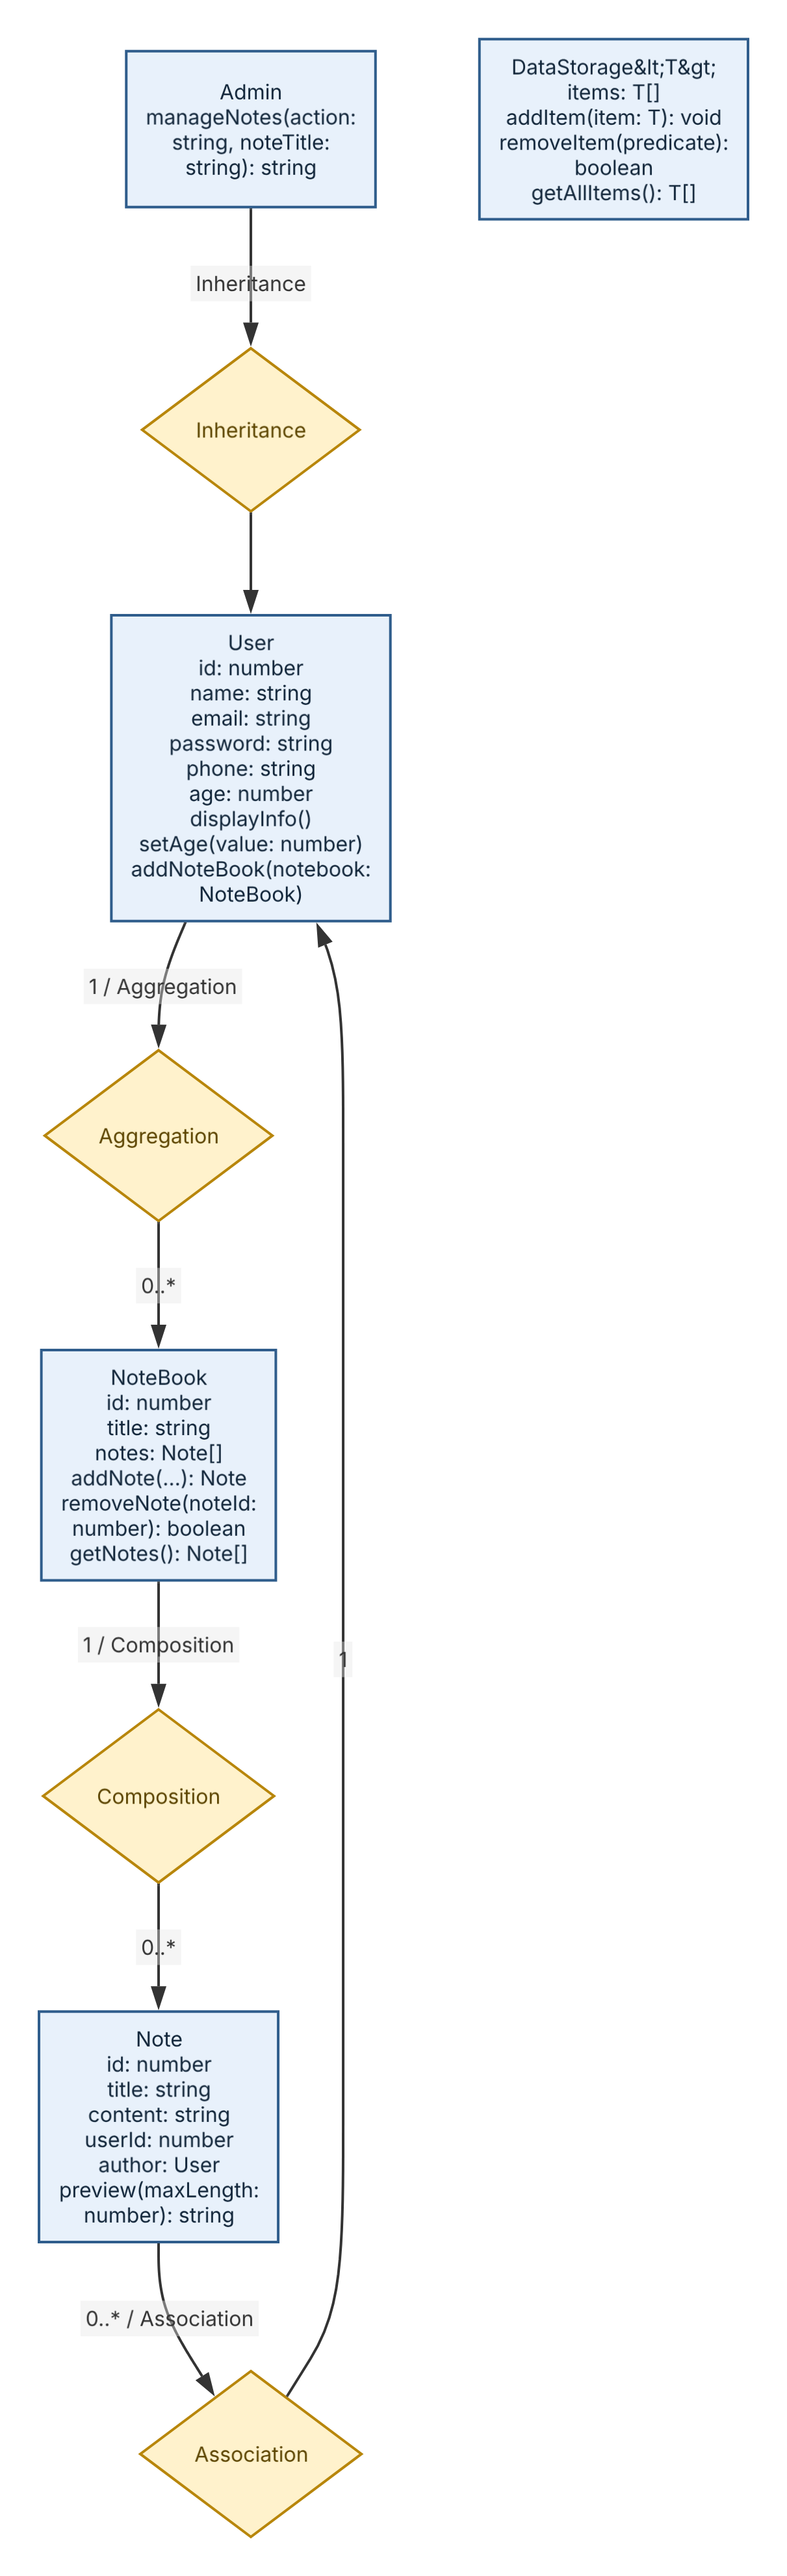 Admin
manageNotes(action:
string, noteTitle:
string): string
DataStorage&lt;T&gt;
items: T[]
addItem(item: T): void
removeItem(predicate):
boolean
getAllItems(): T[]
Inheritance
Inheritance
User
id: number
name: string
email: string
password: string
phone: string
age: number
displayInfo()
setAge(value: number)
addNoteBook(notebook:
NoteBook)
1 / Aggregation
Aggregation
0..*
NoteBook
id: number
title: string
notes: Note[]
addNote(...): Note
removeNote(noteId:
number): boolean
getNotes(): Note[]
1 / Composition
1
Composition
0..*
Note
id: number
title: string
content: string
userId: number
author: User
preview(maxLength:
number): string
0..* / Association
Association